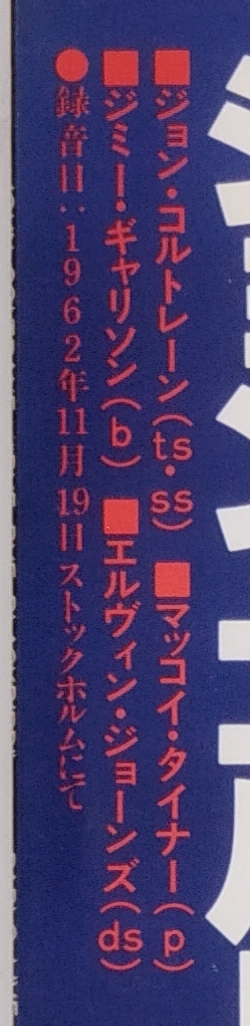 ■ジョン・コルトレーン(ts・ss) ■マッコイ・タイナー(p)
■ジミー・ギャリソン(b) ■エルヴィン・ジョーンズ(ds)
●録音日:1962年11月19日ストックホルムにて